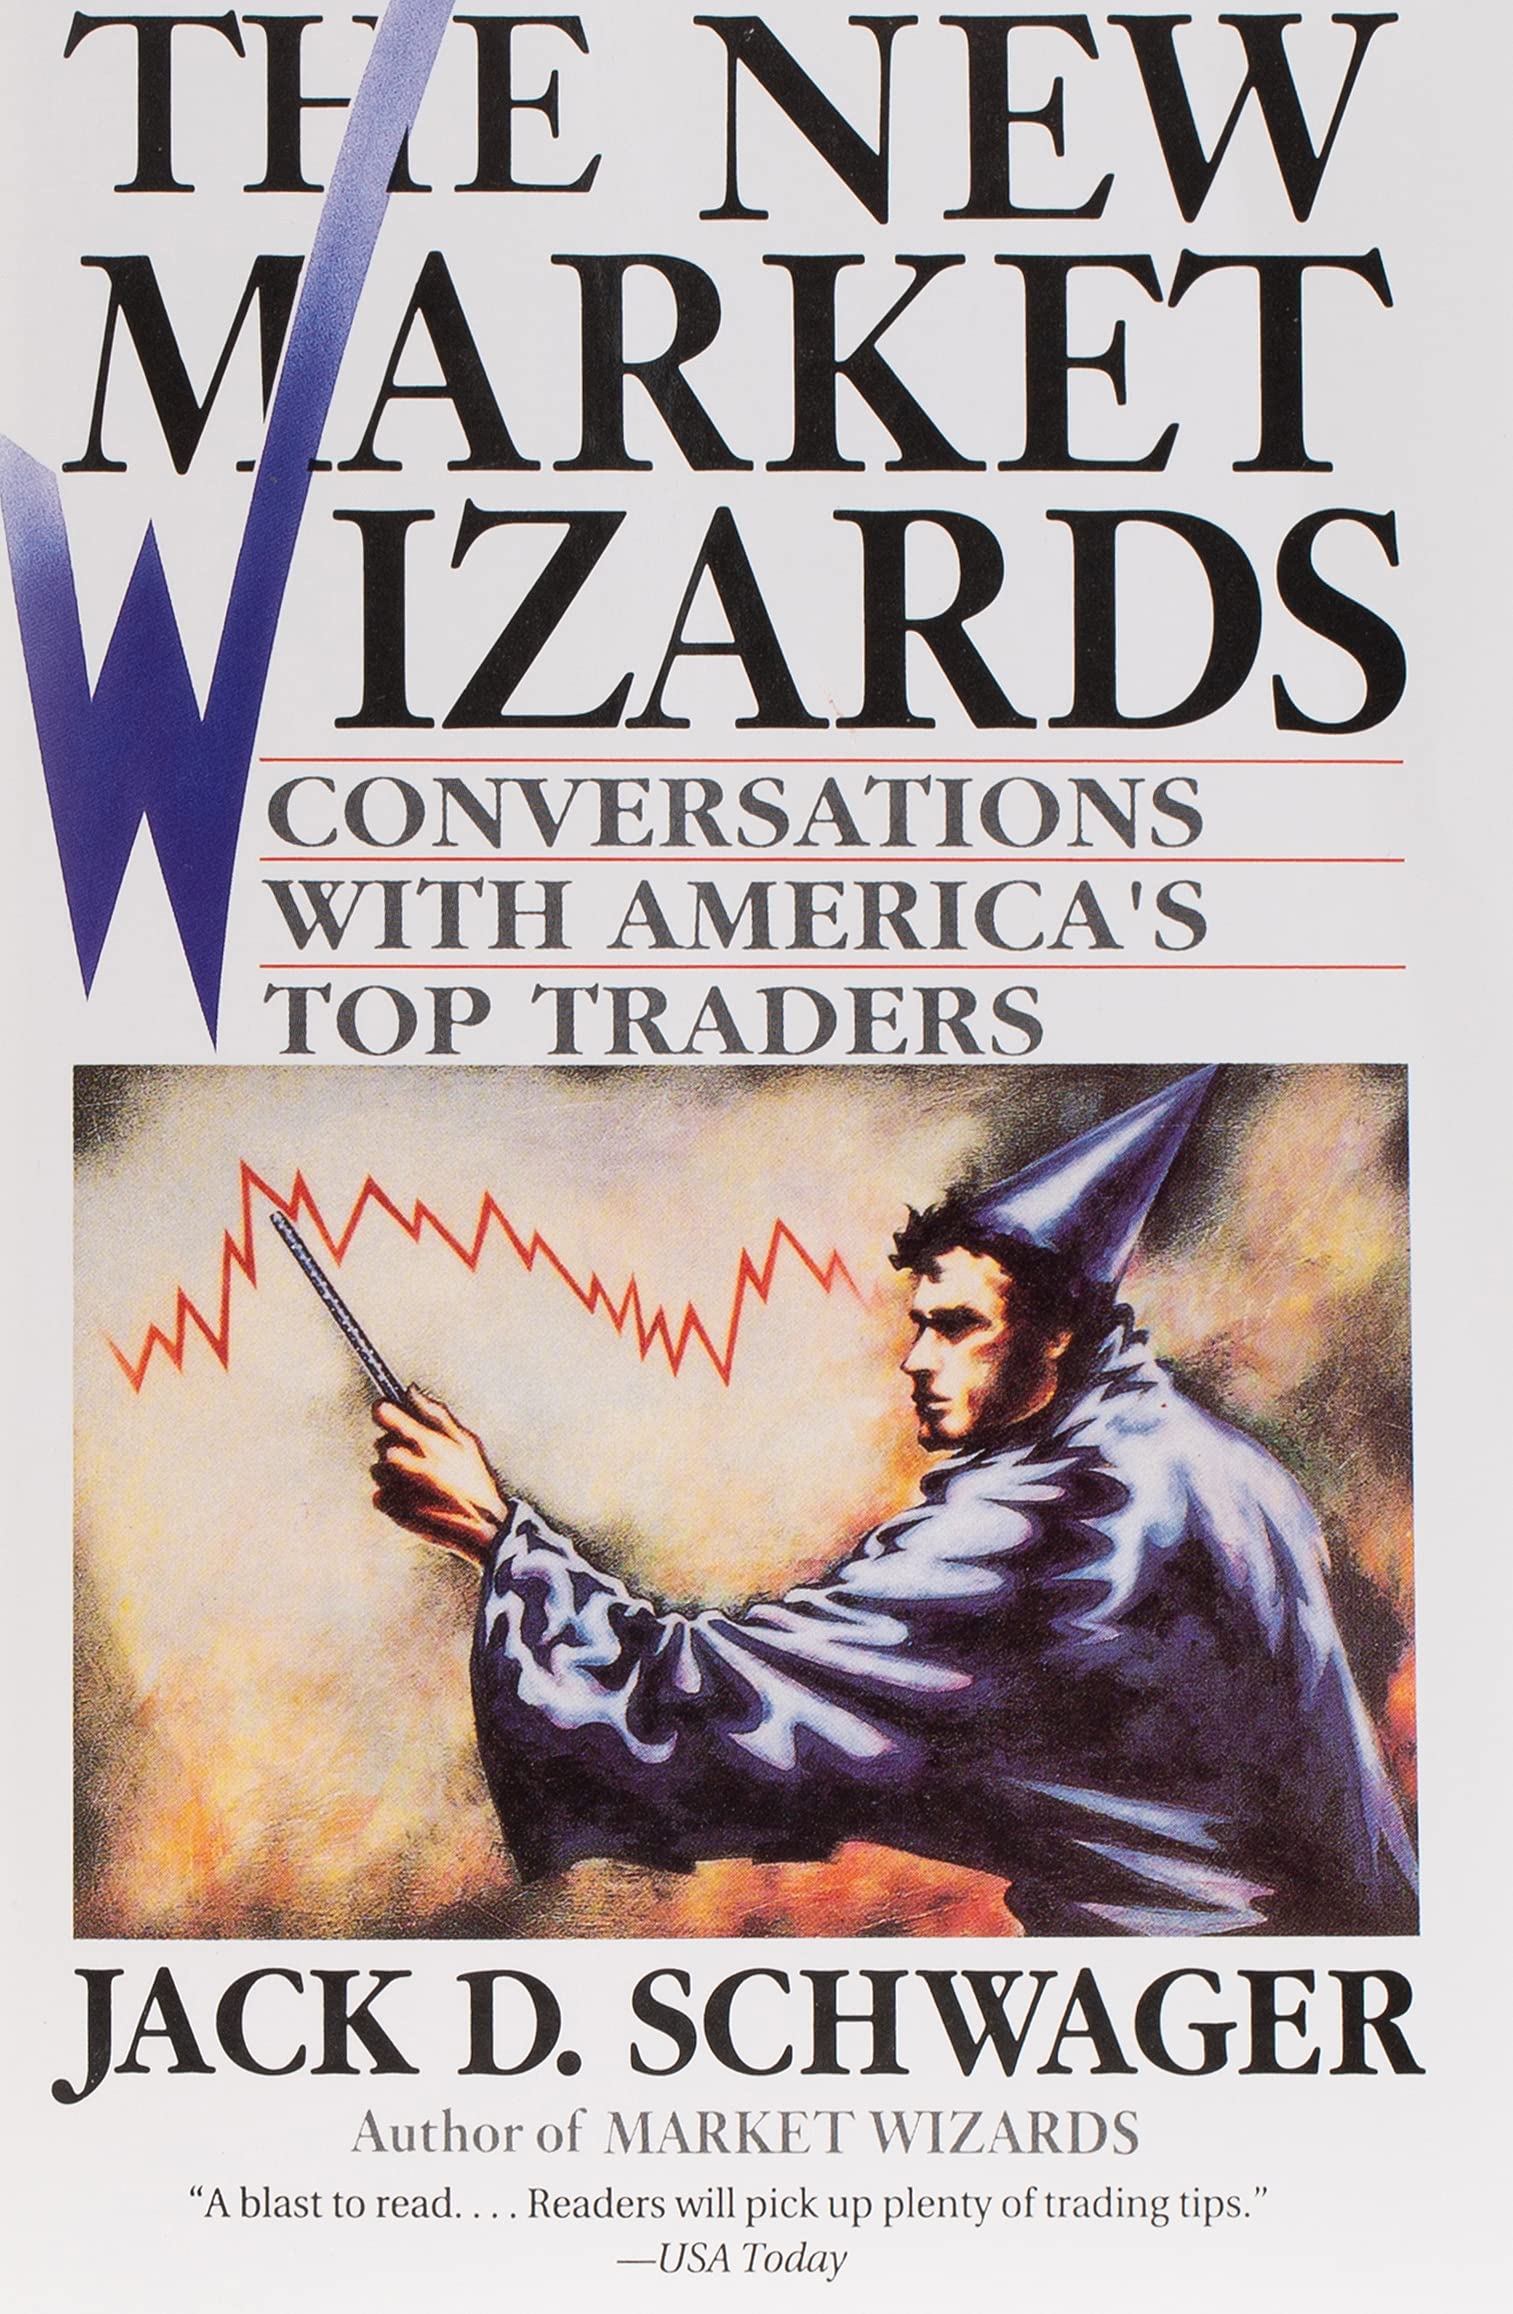 THE NEW
MARKET
WIZARDS
CONVERSATIONS
WITH AMERICA'S
TOP TRADERS
JACK D. SCHWAGER
Author of MARKET WIZARDS
“A blast to read. . . . Readers will pick up plenty of trading tips.”
—USA Today